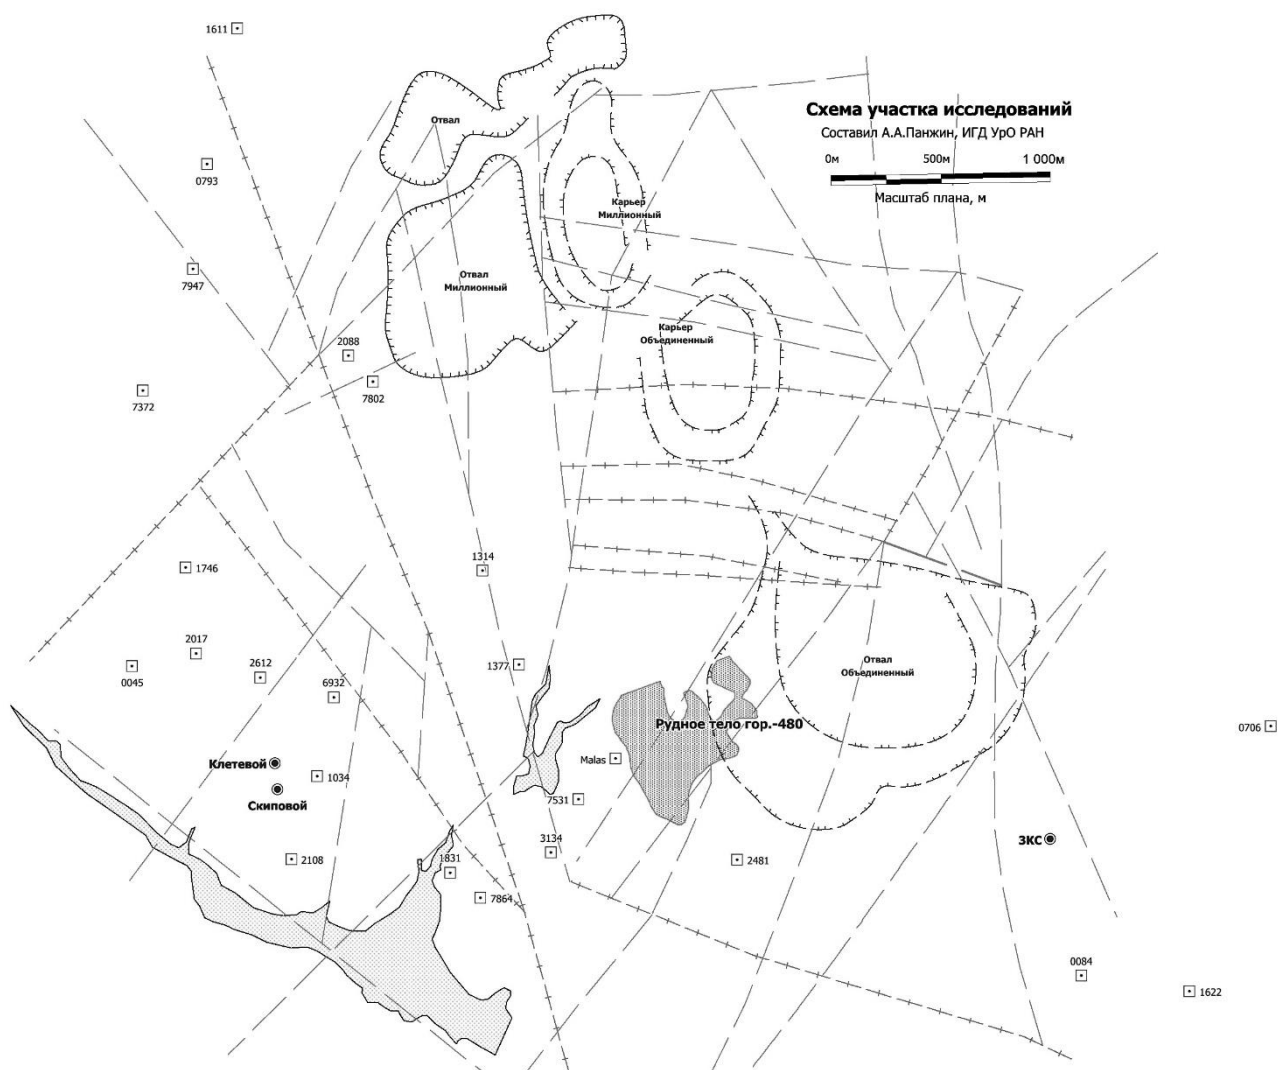 1611
Схема участка исследований
Отвал
Составил А.А.Панжин, ИГД УрО РАН
0м 500м 1 000м
0793
Масштаб плана, м
Карьер
Миллионный
7947
Отвал
Миллионный
Карьер
Объединенный
2088
7372
7802
1314
1746
2017
0045
2612
1377
Отвал
Объединенный
6932
Рудное тело гор.-480
0706
Клетевой
Malas
1034
Скиповой
7531
3134
ЗКС
2108
1831
2481
7864
0084
1622